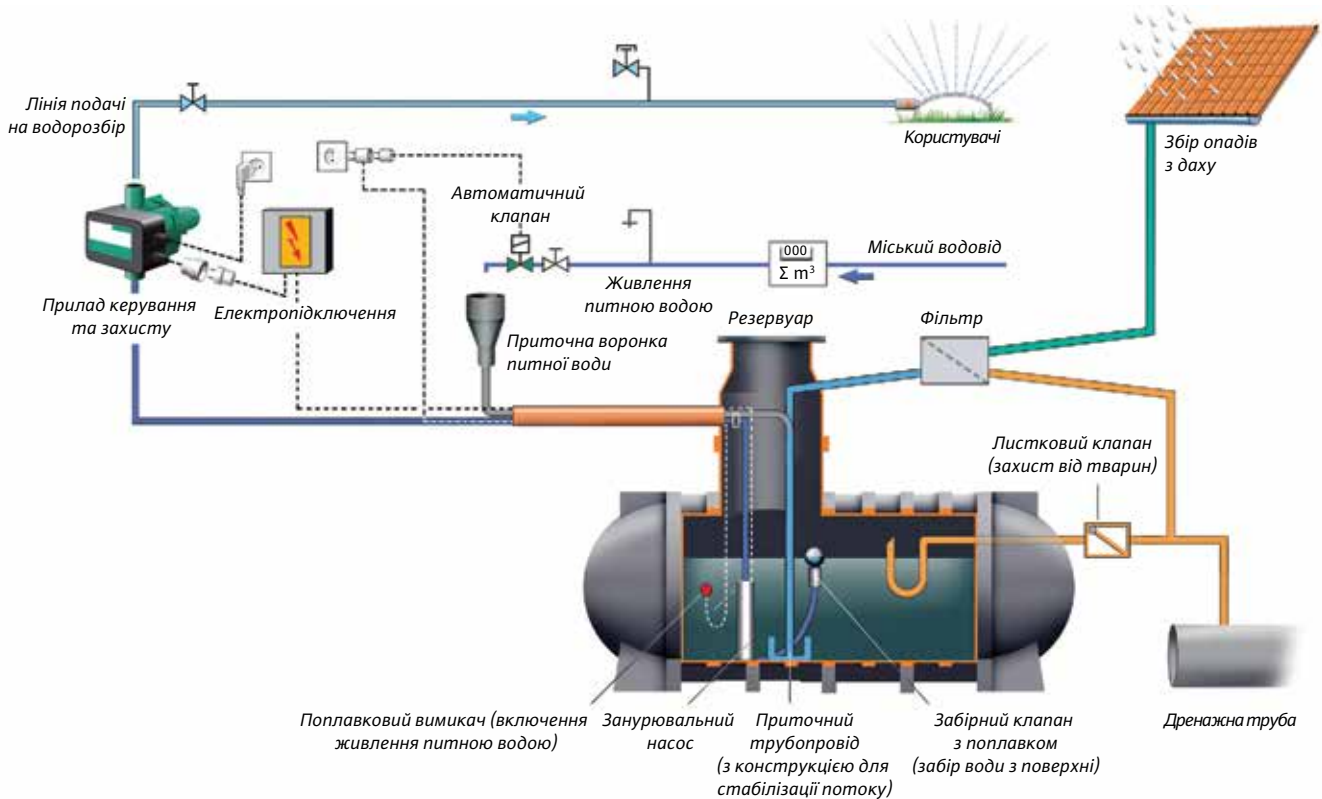 Лінія подачі
на водорозбір
Користувачі
Збір опадів
з даху
Автоматичний
клапан
Міський водовід
000
Σ m³
Живлення
питною водою
Прилад керування
та захисту
Електропідключення
Резервуар
Фільтр
Приточна воронка
питної води
Листковий клапан
(захист від тварин)
Поплавковий вимикач (включення
живлення питною водою)
Занурювальний
насос
Приточний
трубопровід
(з конструкцією для
стабілізації потоку)
Забірний клапан
з поплавком
(забір води з поверхні)
Дренажна труба